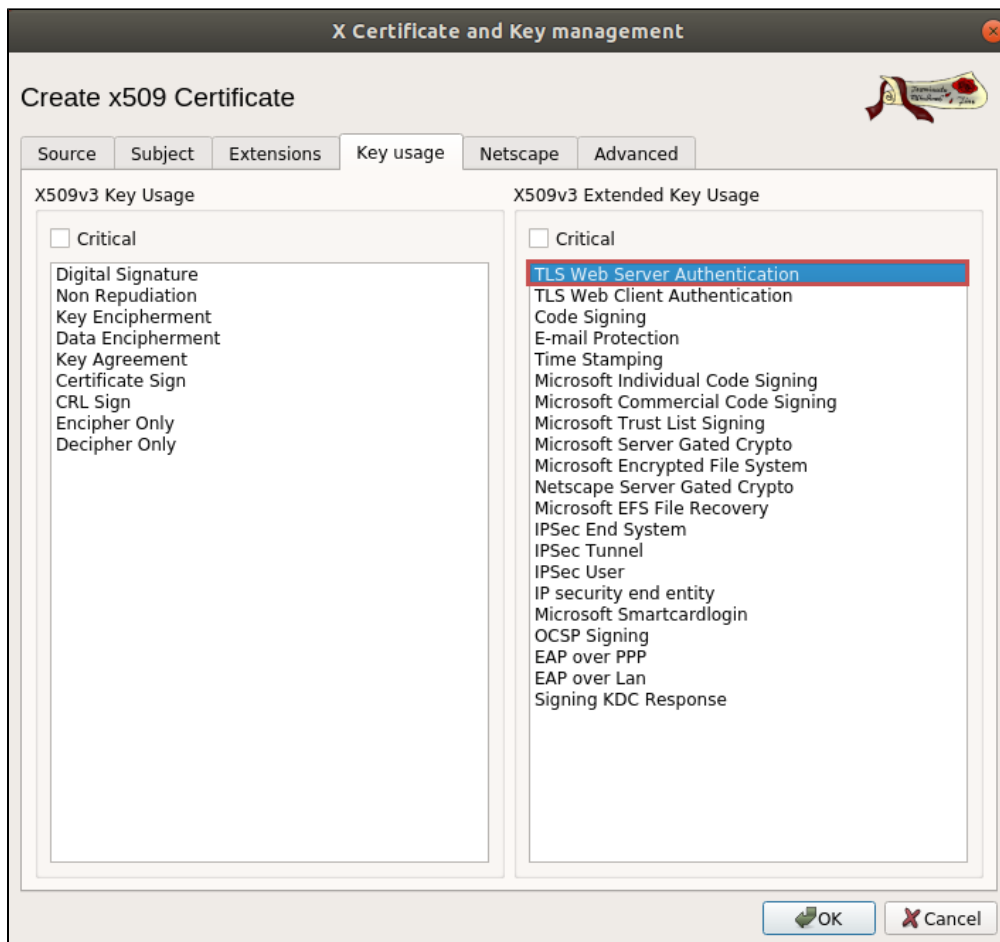 X Certificate and Key management
Create x509 Certificate
Source Subject Extensions Key usage Netscape Advanced
X509v3 Key Usage
Critical
Digital Signature
Non Repudiation
Key Encipherment
Data Encipherment
Key Agreement
Certificate Sign
CRL Sign
Encipher Only
Decipher Only
X509v3 Extended Key Usage
Critical
TLS Web Server Authentication
TLS Web Client Authentication
Code Signing
E-mail Protection
Time Stamping
Microsoft Individual Code Signing
Microsoft Commercial Code Signing
Microsoft Trust List Signing
Microsoft Server Gated Crypto
Microsoft Encrypted File System
Netscape Server Gated Crypto
Microsoft EFS File Recovery
IPSec End System
IPSec Tunnel
IPSec User
IP security end entity
Microsoft Smartcardlogin
OCSP Signing
EAP over PPP
EAP over Lan
Signing KDC Response
OK Cancel